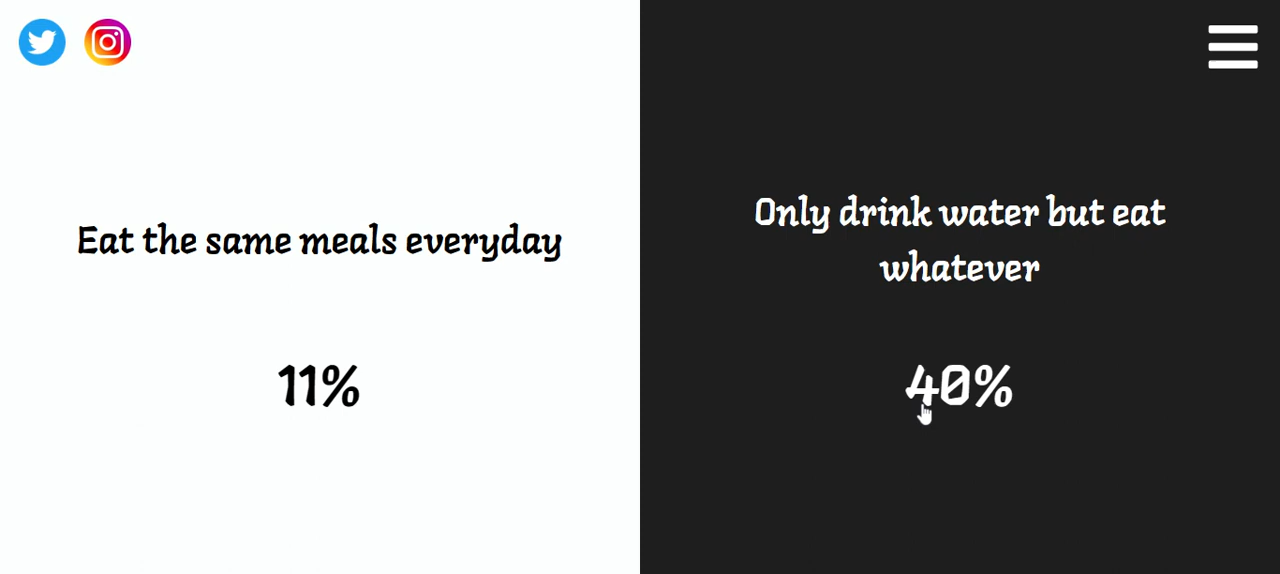 Eat the same meals everyday
11%
Only drink water but eat
whatever
40%